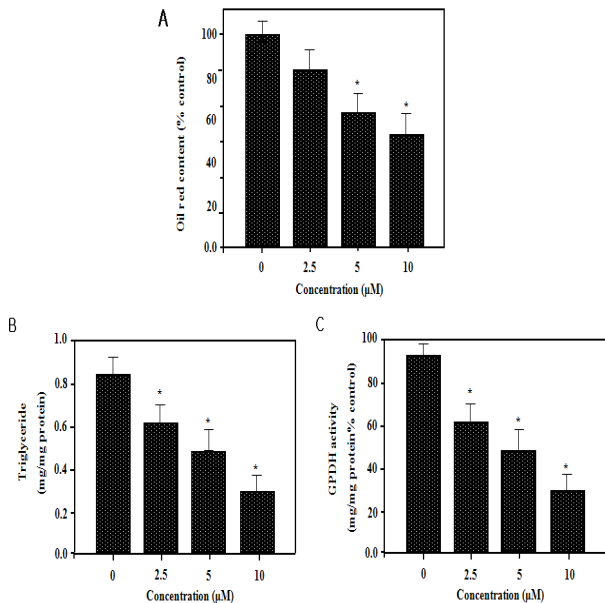 A
Oil red content (% control)
100
80
60
40
20
0.0
*
*
0 2.5 5 10
Concentration (µM)
B
Triglyceride
(mg/mg protein)
1.0
0.8
0.6
0.4
0.2
0.0
*
*
*
0 2.5 5 10
Concentration (µM)
C
GPDH activity
(mg/mg protein% control)
100
80
60
40
20
0.0
*
*
*
0 2.5 5 10
Concentration (µM)